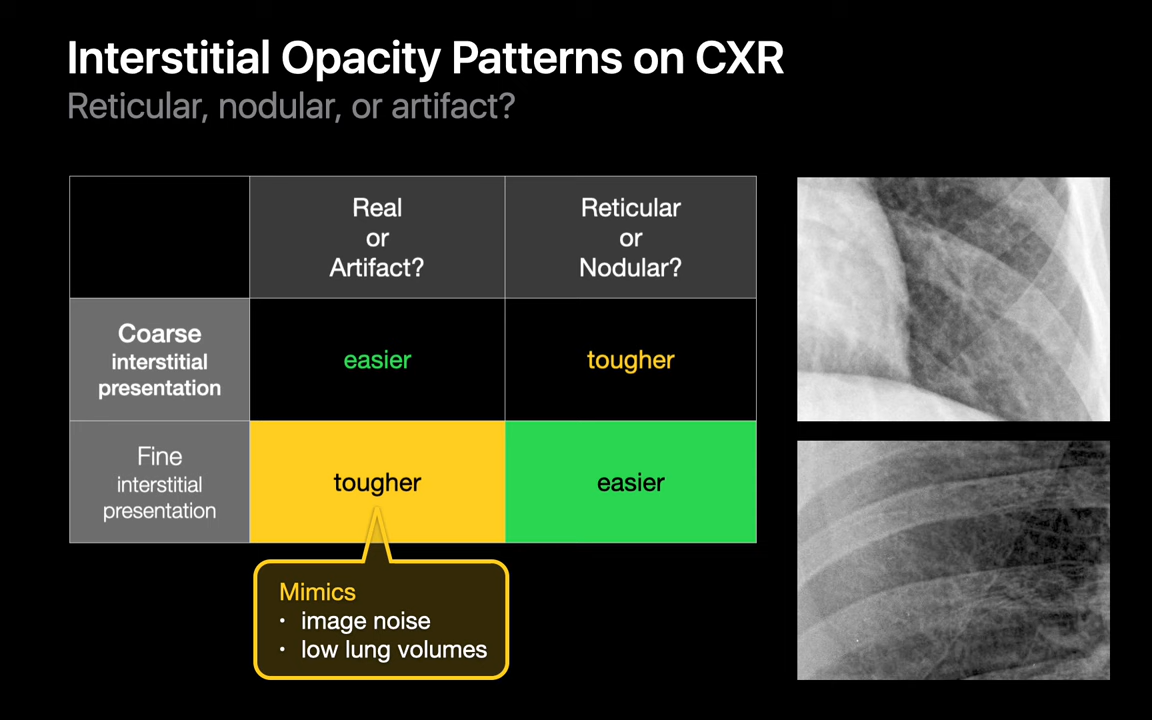 Interstitial Opacity Patterns on CXR
Reticular, nodular, or artifact?
Real
or
Artifact?
Reticular
or
Nodular?
Coarse
interstitial
presentation
easier
tougher
Fine
interstitial
presentation
tougher
easier
Mimics
• image noise
• low lung volumes